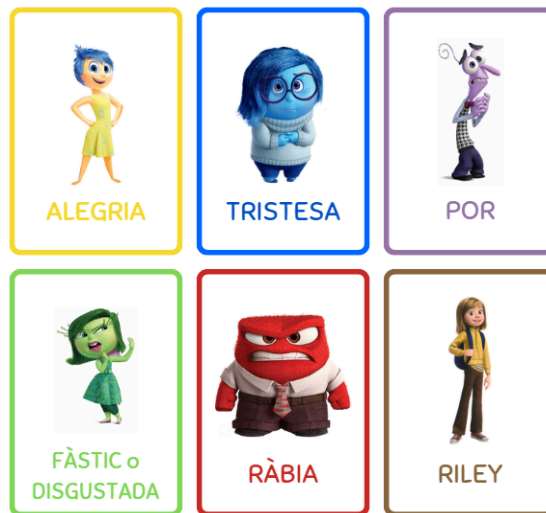 ALEGRIA
TRISTESA
POR
FÀSTIC o
DISGUSTADA
RÀBIA
RILEY